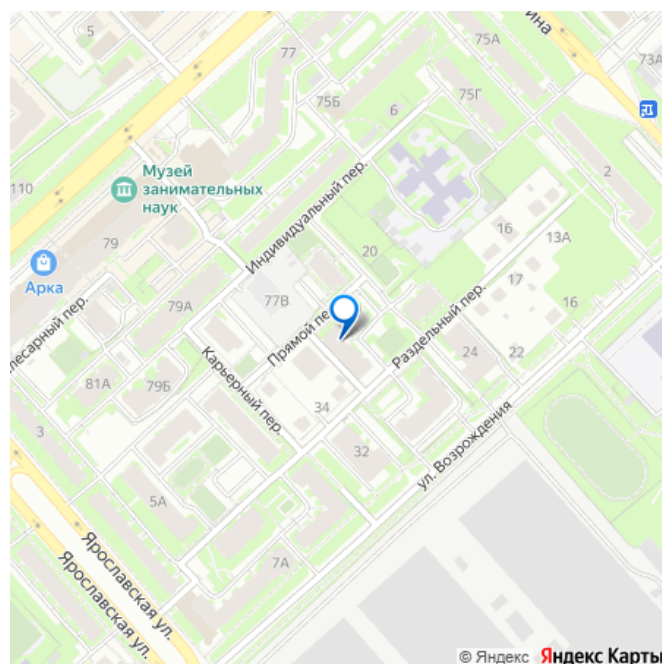 5
77
75А
ина
73А
75Б
6
75Г
Музей
занимательных
наук
110
2
Индивидуальный пер.
79
20
16
13А
Арка
17
79А
77В
16
Прямой пе
Раздельный пер.
лесарный пер.
24
22
81А
79Б
Карьерный пер.
34
3
32
ул. Возрождения
5А
7А
Ярославская ул.
Ярославская ул.
© Яндекс Яндекс Карты